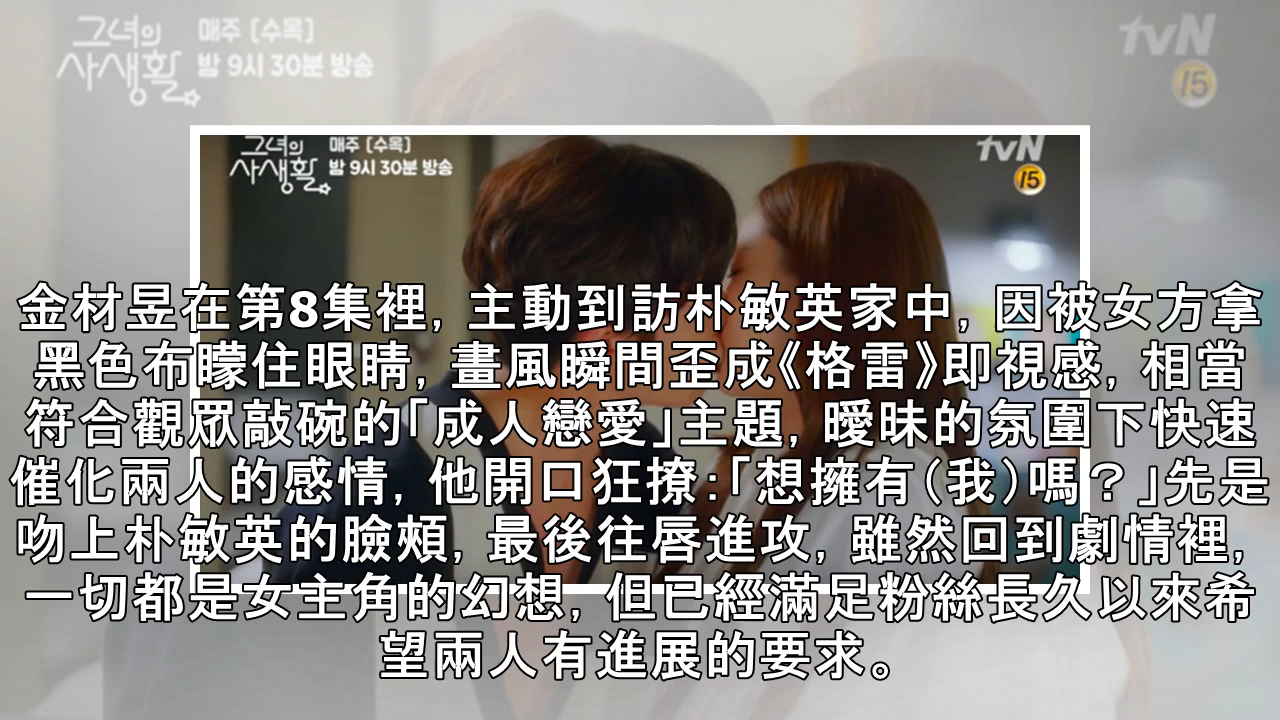 그녀의
사생활
매주 [수목]
밤 9시 30분 방송
tvN
15
그녀의
사생활
매주 [수목]
밤 9시 30분 방송
tvN
15
金材昱在第8集裡, 主動到訪朴敏英家中, 因被女方拿
黑色布矇住眼睛, 畫風瞬間歪成《格雷》即視感, 相當
符合觀眾敲碗的「成人戀愛」主題, 曖昧的氛圍下快速
催化兩人的感情, 他開口狂撩:「想擁有(我)嗎？」先是
吻上朴敏英的臉頰, 最後往唇進攻, 雖然回到劇情裡,
一切都是女主角的幻想, 但已經滿足粉絲長久以來希
望兩人有進展的要求。